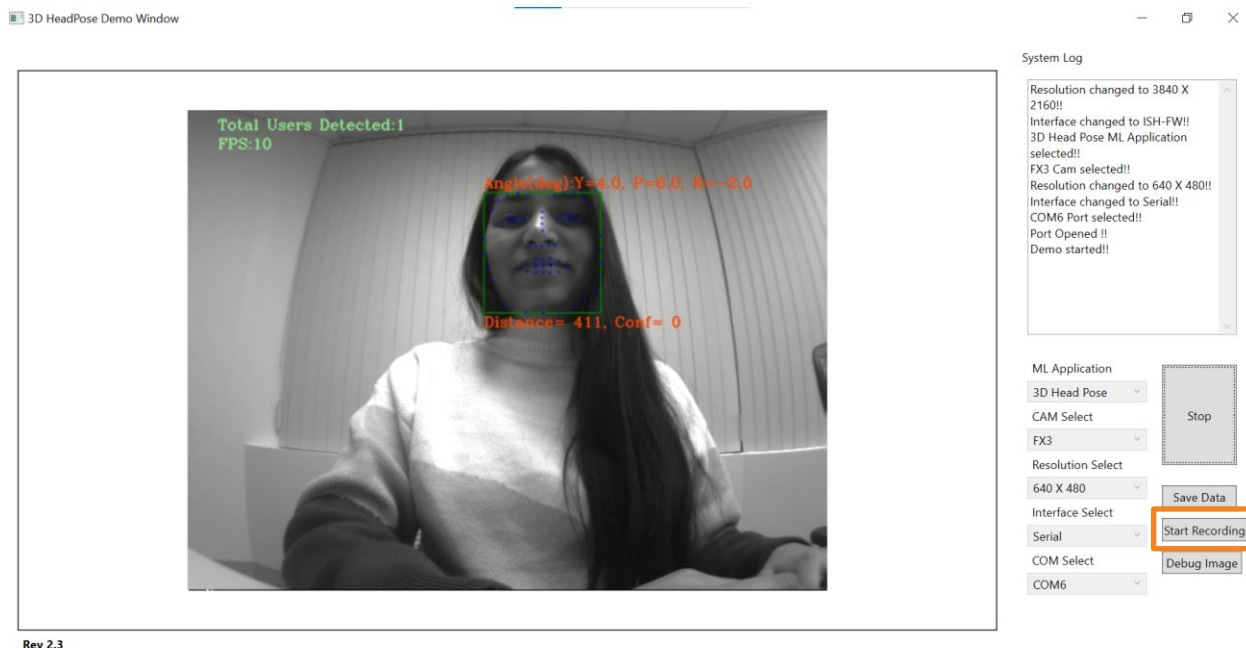 3D HeadPose Demo Window
System Log
Resolution changed to 3840 X
2160!!
Interface changed to ISH-FW!!
3D Head Pose ML Application
selected!!
FX3 Cam selected!!
Resolution changed to 640 X 480!!
Interface changed to Serial!!
COM6 Port selected!!
Port Opened !!
Demo started!!
Total Users Detected:1
FPS:10
Angle(deg):Y=4.0, P=6.0, R=-2.0
Distance= 411, Conf= 0
ML Application
3D Head Pose
CAM Select
FX3
Stop
Resolution Select
640 X 480
Save Data
Interface Select
Serial
Start Recording
COM Select
Debug Image
COM6
Rev 2.3